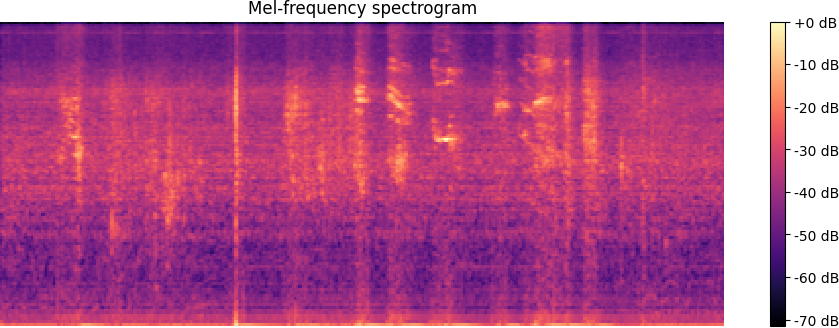 Mel-frequency spectrogram
+0 dB
-10 dB
-20 dB
-30 dB
-40 dB
-50 dB
-60 dB
-70 dB